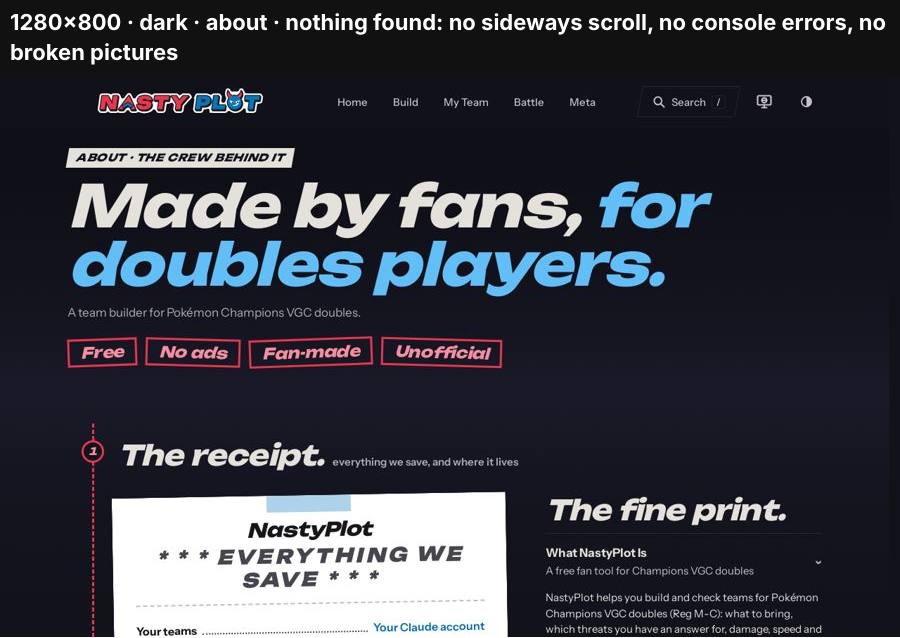 1280×800 · dark · about · nothing found: no sideways scroll, no console errors, no
broken pictures
NASTY PLOT
Home
Build
My Team
Battle
Meta
Search /
ABOUT · THE CREW BEHIND IT
Made by fans, for
doubles players.
A team builder for Pokémon Champions VGC doubles.
Free
No ads
Fan-made
Unofficial
1
The receipt. everything we save, and where it lives
NastyPlot
* * * EVERYTHING WE
SAVE * * *
Your teams Your Claude account
The fine print.
What NastyPlot Is
A free fan tool for Champions VGC doubles
NastyPlot helps you build and check teams for Pokémon
Champions VGC doubles (Reg M-C): what to bring,
which threats you have an answer for, damage, speed and